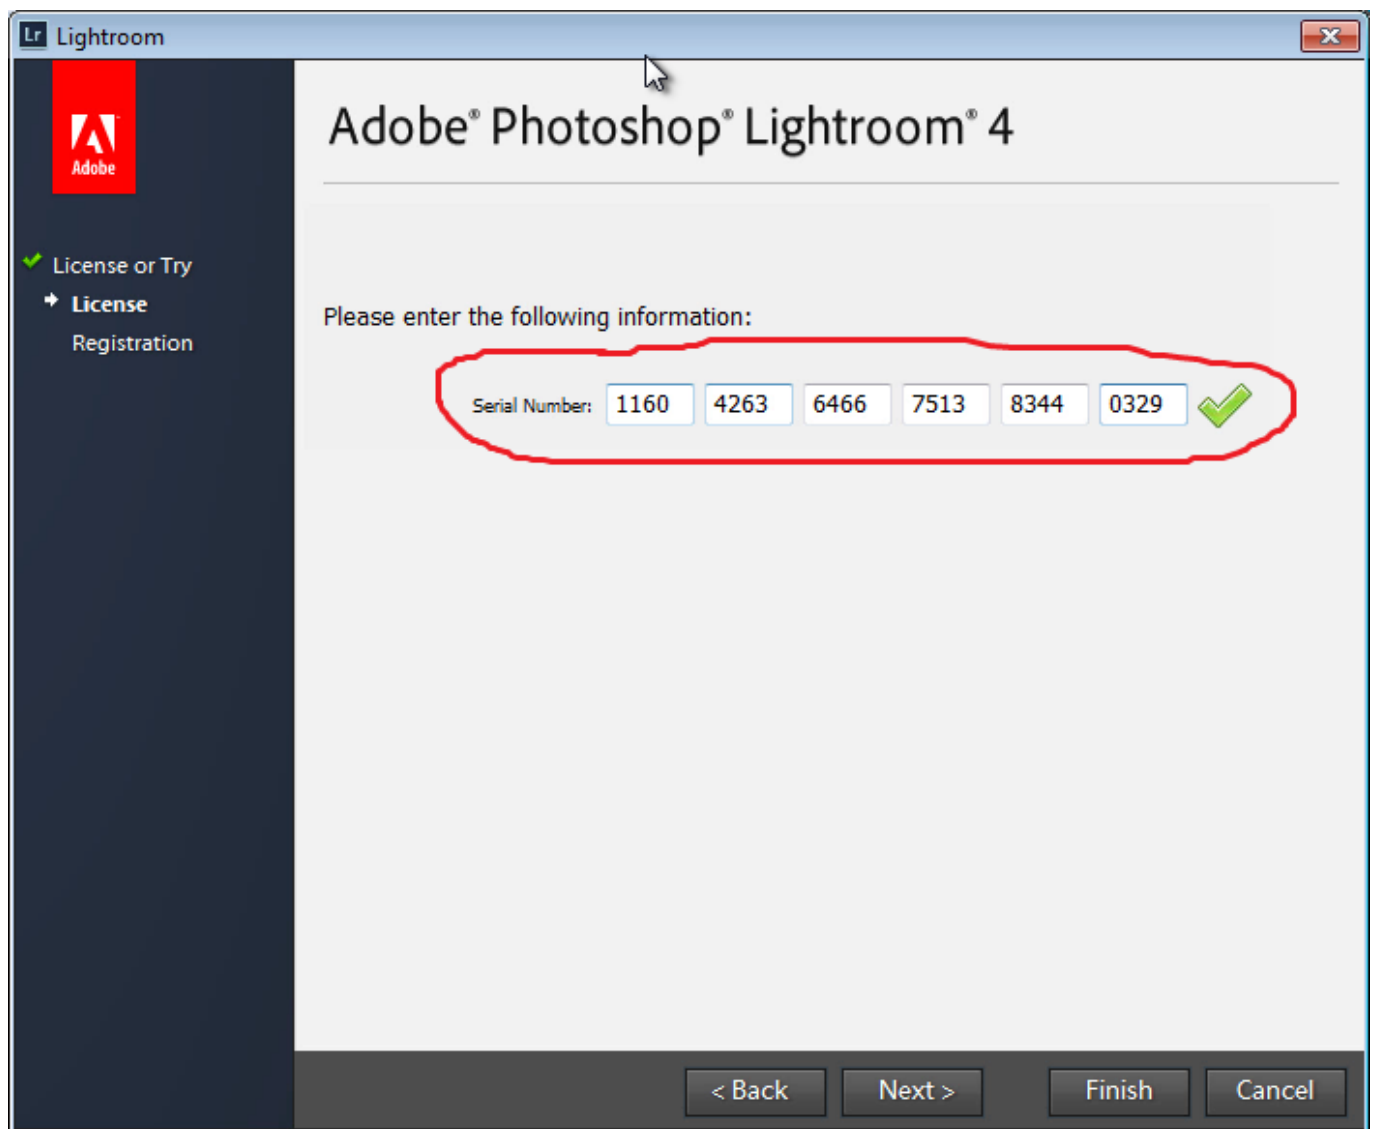 Lr Lightroom
Adobe
Adobe® Photoshop® Lightroom® 4
License or Try
License
Registration
Please enter the following information:
Serial Number: 1160 4263 6466 7513 8344 0329
< Back Next > Finish Cancel